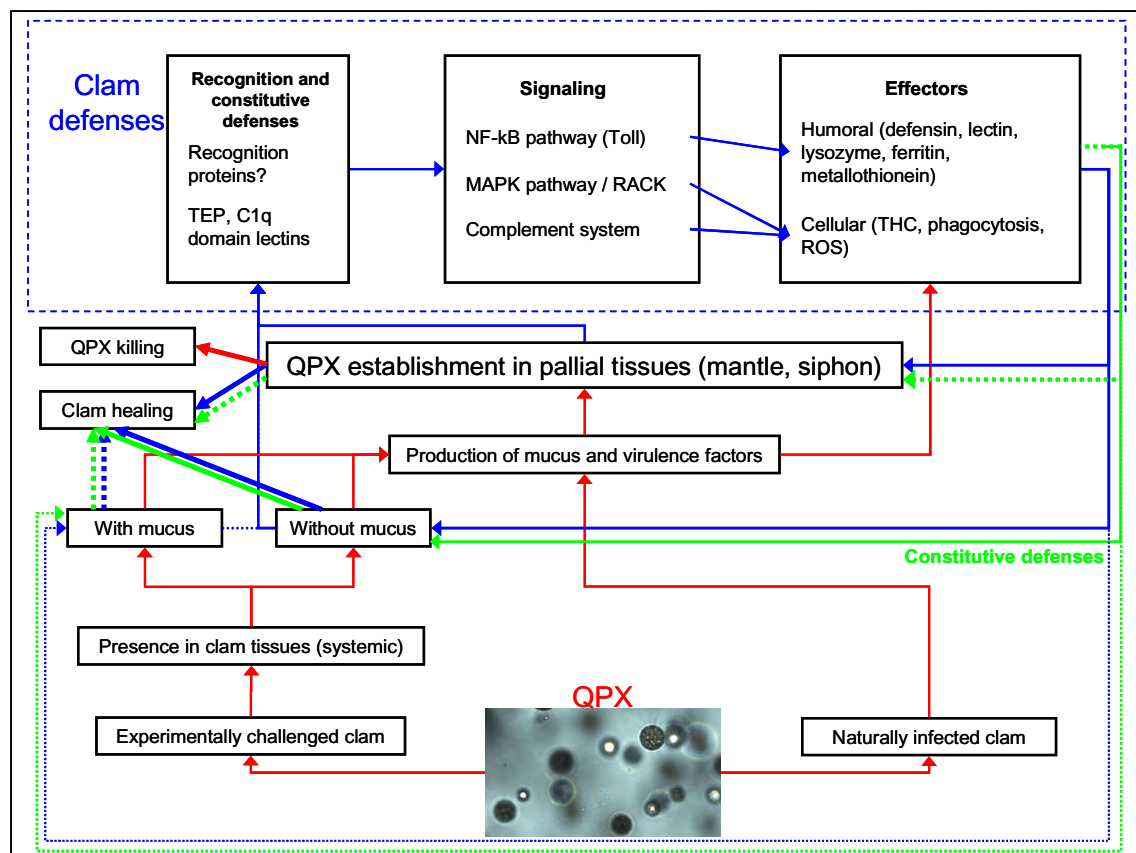 Clam
defenses
Recognition and
constitutive
defenses
Recognition
proteins?
TEP, C1q
domain lectins
Signaling
NF-kB pathway (Toll)
MAPK pathway / RACK
Complement system
Effectors
Humoral (defensin, lectin,
lysozyme, ferritin,
metallothionein)
Cellular (THC, phagocytosis,
ROS)
QPX killing
QPX establishment in pallial tissues (mantle, siphon)
Clam healing
Production of mucus and virulence factors
With mucus
Without mucus
Constitutive defenses
Presence in clam tissues (systemic)
QPX
Experimentally challenged clam
Naturally infected clam